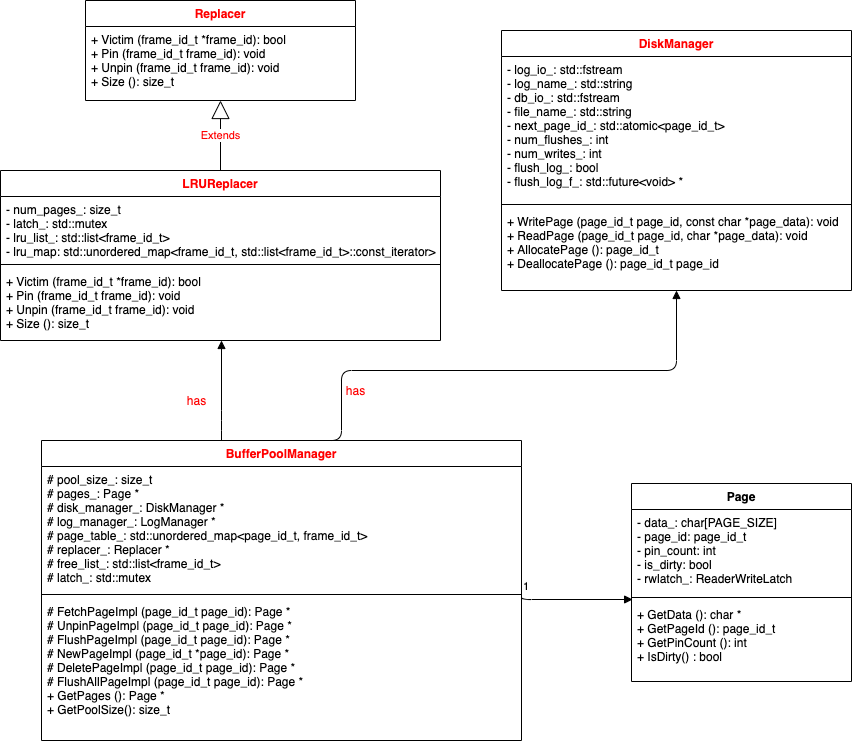 Replacer
+ Victim (frame_id_t *frame_id): bool
+ Pin (frame_id_t frame_id): void
+ Unpin (frame_id_t frame_id): void
+ Size (): size_t
Extends
LRUReplacer
- num_pages_: size_t
- latch_: std::mutex
- lru_list_: std::list<frame_id_t>
- lru_map: std::unordered_map<frame_id_t, std::list<frame_id_t>::const_iterator>
+ Victim (frame_id_t *frame_id): bool
+ Pin (frame_id_t frame_id): void
+ Unpin (frame_id_t frame_id): void
+ Size (): size_t
DiskManager
- log_io_: std::fstream
- log_name_: std::string
- db_io_: std::fstream
- file_name_: std::string
- next_page_id_: std::atomic<page_id_t>
- num_flushes_: int
- num_writes_: int
- flush_log_: bool
- flush_log_f_: std::future<void> *
+ WritePage (page_id_t page_id, const char *page_data): void
+ ReadPage (page_id_t page_id, char *page_data): void
+ AllocatePage (): page_id_t
+ DeallocatePage (): page_id_t page_id
has
has
BufferPoolManager
# pool_size_: size_t
# pages_: Page *
# disk_manager_: DiskManager *
# log_manager_: LogManager *
# page_table_: std::unordered_map<page_id_t, frame_id_t>
# replacer_: Replacer *
# free_list_: std::list<frame_id_t>
# latch_: std::mutex
# FetchPageImpl (page_id_t page_id): Page *
# UnpinPageImpl (page_id_t page_id): Page *
# FlushPageImpl (page_id_t page_id): Page *
# NewPageImpl (page_id_t *page_id): Page *
# DeletePageImpl (page_id_t page_id): Page *
# FlushAllPageImpl (page_id_t page_id): Page *
+ GetPages (): Page *
+ GetPoolSize(): size_t
1
Page
- data_: char[PAGE_SIZE]
- page_id: page_id_t
- pin_count: int
- is_dirty: bool
- rwlatch_: ReaderWriteLatch
+ GetData (): char *
+ GetPageId (): page_id_t
+ GetPinCount (): int
+ IsDirty() : bool